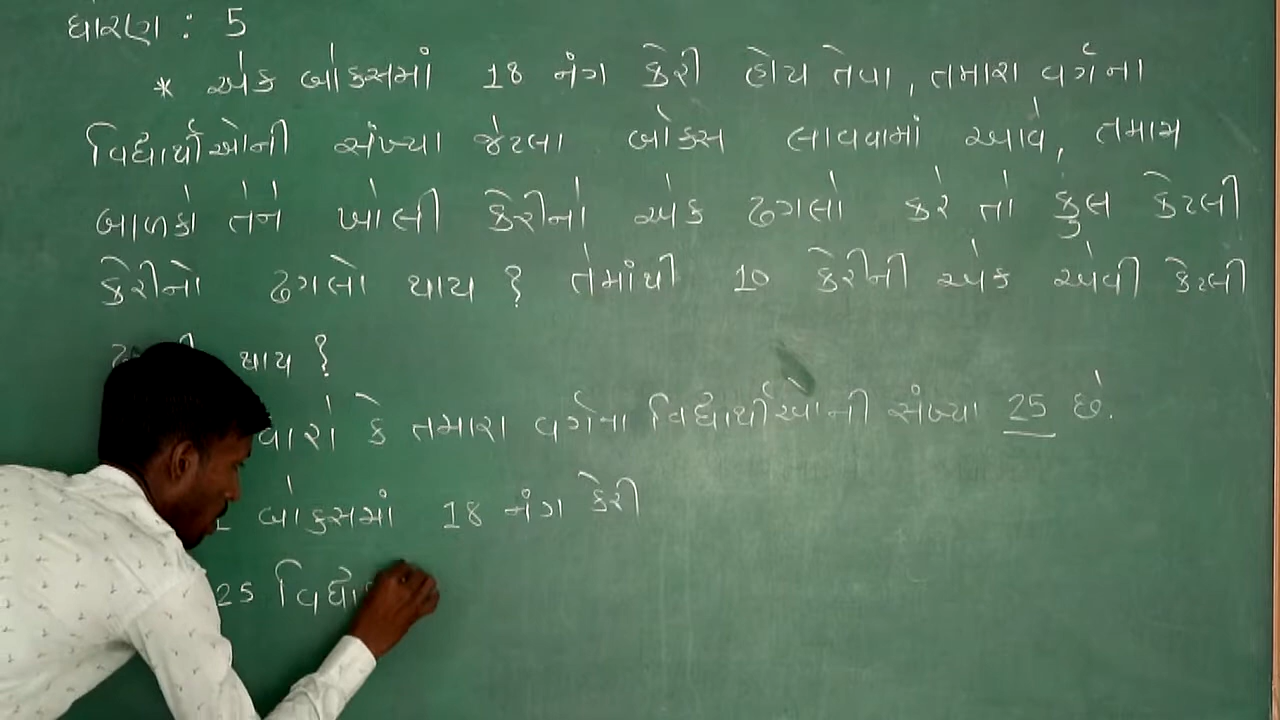 ધોરણ : 5
* એક બોક્સમાં 18 નંગ કેરી હોય તેવા , તમારા વર્ગના
વિદ્યાર્થીઓની સંખ્યા જેટલા બોક્સ લાવવામાં આવે , તમામ
બાળકો તેને ખોલી કેરીનો એક ઢગલો કરે તો કુલ કેટલી
કેરીનો ઢગલો થાય ? તેમાંથી 10 કેરીની એક એવી કેટલી
થાય ?
કે તમારા વર્ગના વિદ્યાર્થીઓની સંખ્યા 25 છે.
1 બોક્સમાં 18 નંગ કેરી
25